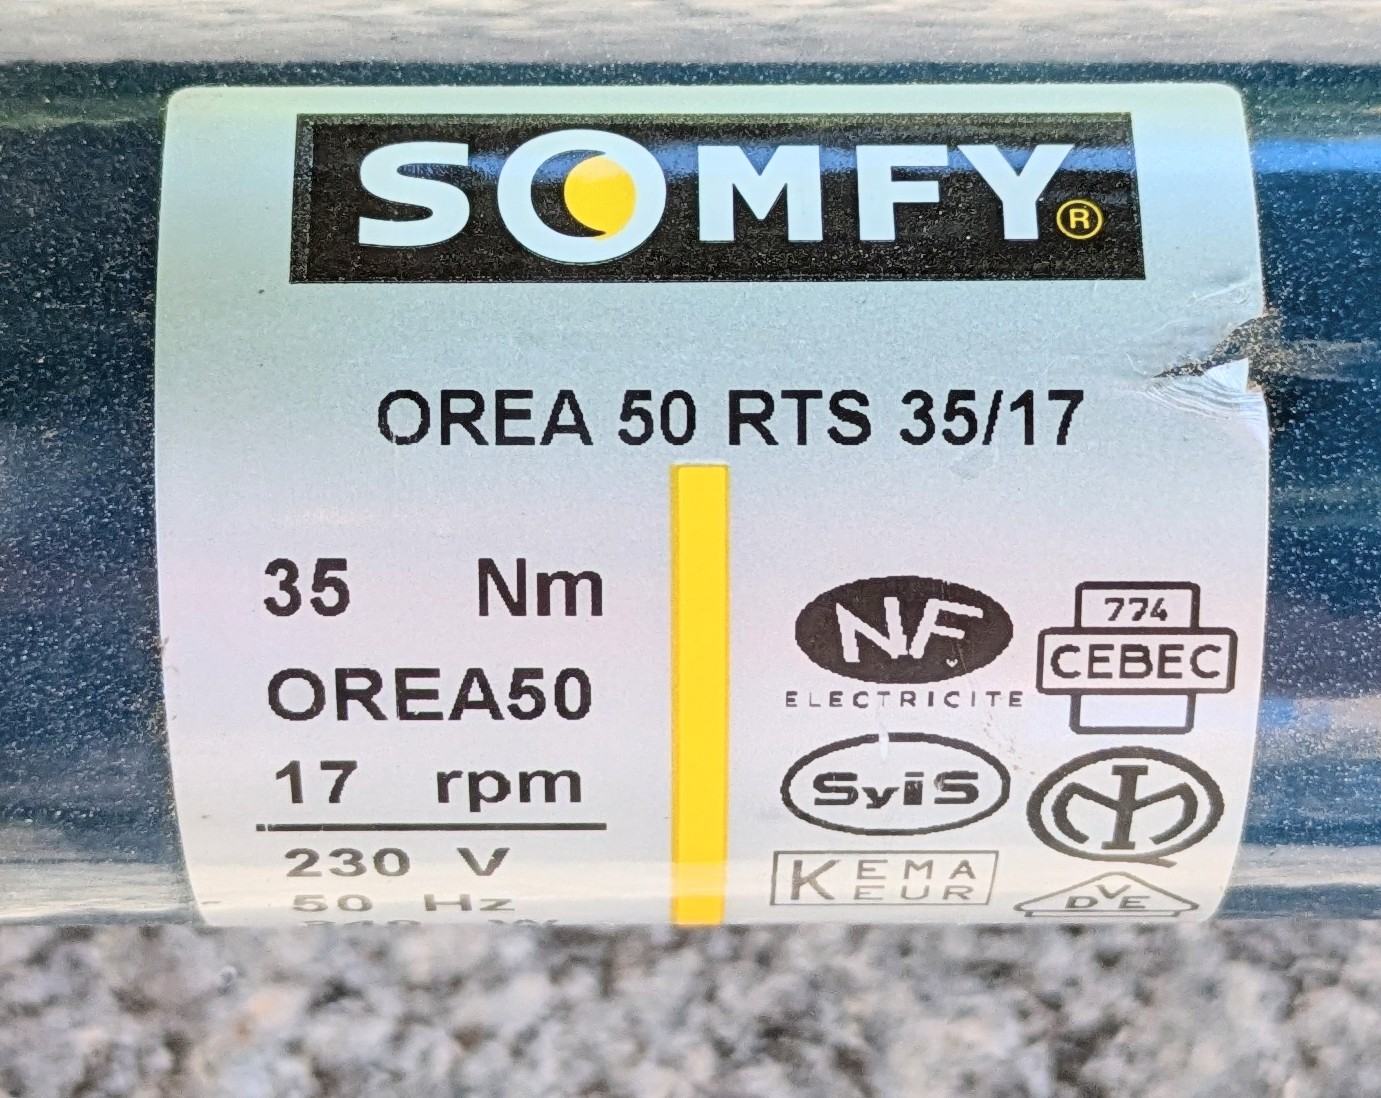 SOMFY®
OREA 50 RTS 35/17
35 Nm
OREA50
17 rpm
230 V
50 Hz
NF
ELECTRICITE
774
CEBEC
SyiS
KEMA
EUR
DVE